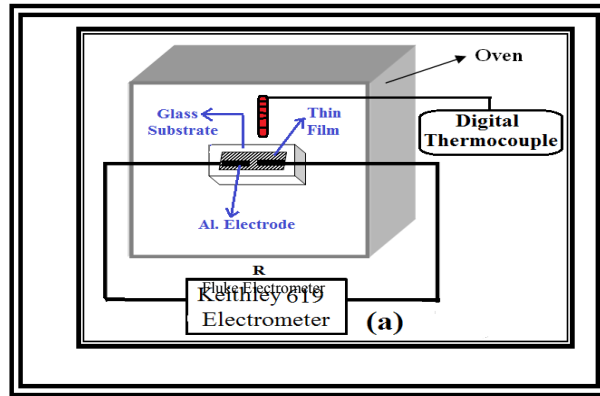 Oven
Glass
Substrate
Thin
Film
Digital
Thermocouple
Al. Electrode
R
Fluke Electrometer
Keithley 619
Electrometer
(a)